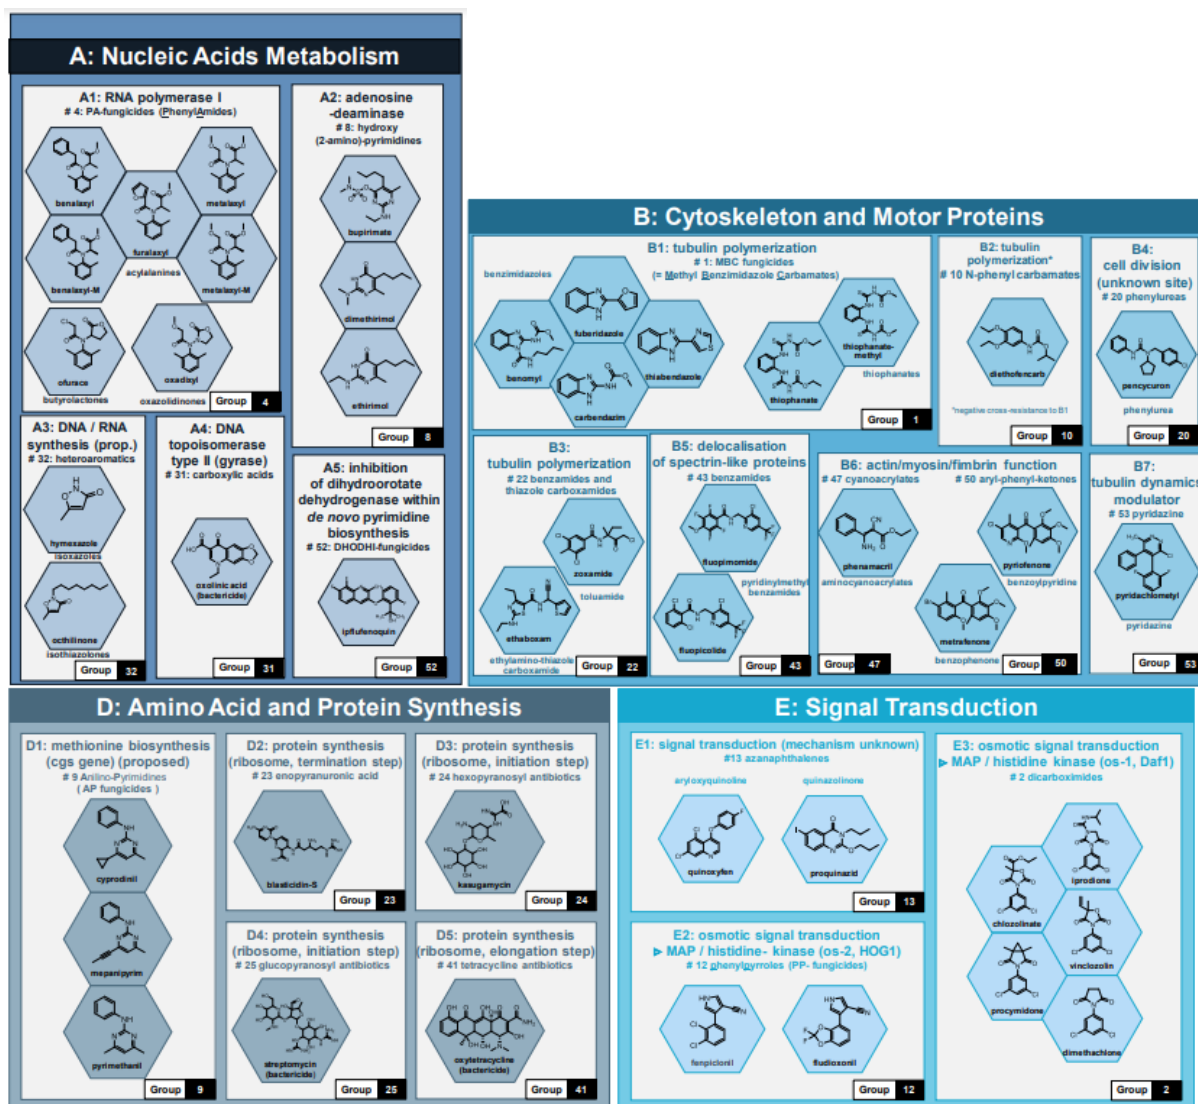 A: Nucleic Acids Metabolism
A1: RNA polymerase I
# 4: PA-fungicides (PhenylAmides)
benalaxyl
metalaxyl
furalaxyl
acylalanines
benalaxyl-M
metalaxyl-M
ofurace
butyrolactones
oxadixyl
oxazolidinones
Group 4
A2: adenosine
-deaminase
# 8: hydroxy
(2-amino)-pyrimidines
bupirimate
dimethirimol
ethirimol
Group 8
A3: DNA / RNA
synthesis (prop.)
# 32: heteroaromatics
hymexazole
isoxazoles
octhilinone
isothiazolones
Group 32
A4: DNA
topoisomerase
type II (gyrase)
# 31: carboxylic acids
oxolinic acid
(bactericide)
Group 31
A5: inhibition
of dihydroorotate
dehydrogenase within
de novo pyrimidine
biosynthesis
# 52: DHODHI-fungicides
ipflufenoquin
Group 52
B: Cytoskeleton and Motor Proteins
B1: tubulin polymerization
# 1: MBC fungicides
(= Methyl Benzimidazole Carbamates)
benzimidazoles
fuberidazole
benomyl
thiabendazole
carbendazim
thiophanate-
methyl
thiophanate
thiophanates
Group 1
B2: tubulin
polymerization*
# 10 N-phenyl carbamates
diethofencarb
*negative cross-resistance to B1
Group 10
B4:
cell division
(unknown site)
# 20 phenylureas
pencycuron
phenylurea
Group 20
B3:
tubulin polymerization
# 22 benzamides and
thiazole carboxamides
zoxamide
toluamide
ethaboxam
ethylamino-thiazole
carboxamide
Group 22
B5: delocalisation
of spectrin-like proteins
# 43 benzamides
fluopimomide
pyridinylmethyl
benzamides
fluopicolide
Group 43
B6: actin/myosin/fimbrin function
# 47 cyanoacrylates
# 50 aryl-phenyl-ketones
phenamacril
aminocyanoacrylates
pyriofenone
benzoylpyridine
metrafenone
benzophenone
Group 47
Group 50
B7:
tubulin dynamics
modulator
# 53 pyridazine
pyridachlometyl
pyridazine
Group 53
D: Amino Acid and Protein Synthesis
D1: methionine biosynthesis
(cgs gene) (proposed)
# 9 Anilino-Pyrimidines
( AP fungicides )
cyprodinil
mepanipyrim
pyrimethanil
Group 9
D2: protein synthesis
(ribosome, termination step)
# 23 enopyranuronic acid
blasticidin-S
Group 23
D3: protein synthesis
(ribosome, initiation step)
# 24 hexopyranosyl antibiotics
kasugamycin
Group 24
D4: protein synthesis
(ribosome, initiation step)
# 25 glucopyranosyl antibiotics
streptomycin
(bactericide)
Group 25
D5: protein synthesis
(ribosome, elongation step)
# 41 tetracycline antibiotics
oxytetracycline
(bactericide)
Group 41
E: Signal Transduction
E1: signal transduction (mechanism unknown)
#13 azanaphthalenes
aryloxyquinoline
quinazolinone
quinoxyfen
proquinazid
Group 13
E2: osmotic signal transduction
MAP / histidine- kinase (os-2, HOG1)
# 12 phenylpyrroles (PP- fungicides)
fenpiclonil
fludioxonil
Group 12
E3: osmotic signal transduction
MAP / histidine kinase (os-1, Daf1)
# 2 dicarboximides
iprodione
chlozolinate
vinclozolin
procymidone
dimethachlone
Group 2